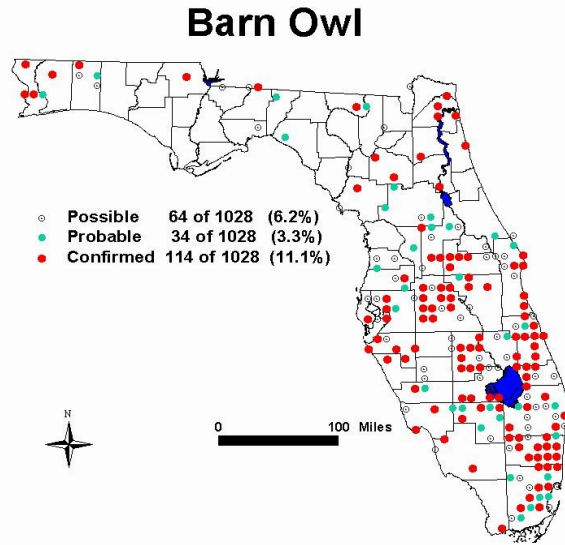 Barn Owl
Possible 64 of 1028 (6.2%)
Probable 34 of 1028 (3.3%)
Confirmed 114 of 1028 (11.1%)
N
0 100 Miles